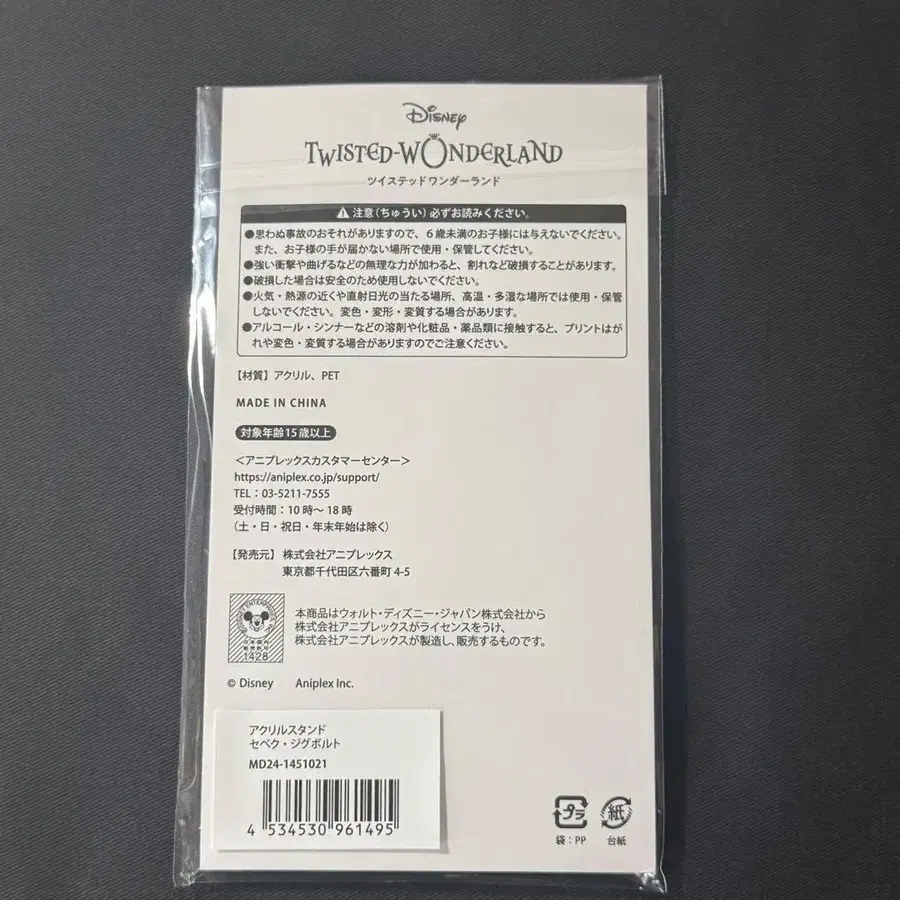 Disney
TWISTED-WONDERLAND
ツイステッドワンダーランド
⚠注意(ちゅうい)必ずお読みください。
●思わぬ事故のおそれがありますので、6歳未満のお子様には与えないでください。
また、お子様の手が届かない場所で使用・保管してください。
●強い衝撃や曲げるなどの無理な力が加わると、割れなど破損することがあります。
●破損した場合は安全のため使用しないでください。
●火気・熱源の近くや直射日光の当たる場所、高温・多湿な場所では使用・保管
しないでください。変色・変形・変質する場合があります。
●アルコール・シンナーなどの溶剤や化粧品・薬品類に接触すると、プリントはが
れや変色・変質する場合がありますのでご注意ください。
【材質】アクリル、PET
MADE IN CHINA
対象年齢15歳以上
<アニプレックスカスタマーセンター>
https://aniplex.co.jp/support/
TEL:03-5211-7555
受付時間:10時~18時
(土・日・祝日・年末年始は除く)
【発売元】株式会社アニプレックス
東京都千代田区六番町4-5
本商品はウォルト・ディズニー・ジャパン株式会社から
株式会社アニプレックスがライセンスをうけ、
株式会社アニプレックスが製造し、販売するものです。
1428
© Disney Aniplex Inc.
アクリルスタンド
セベク・ジグボルト
MD24-1451021
4 534530 961495
プラ 紙
袋:PP 台紙